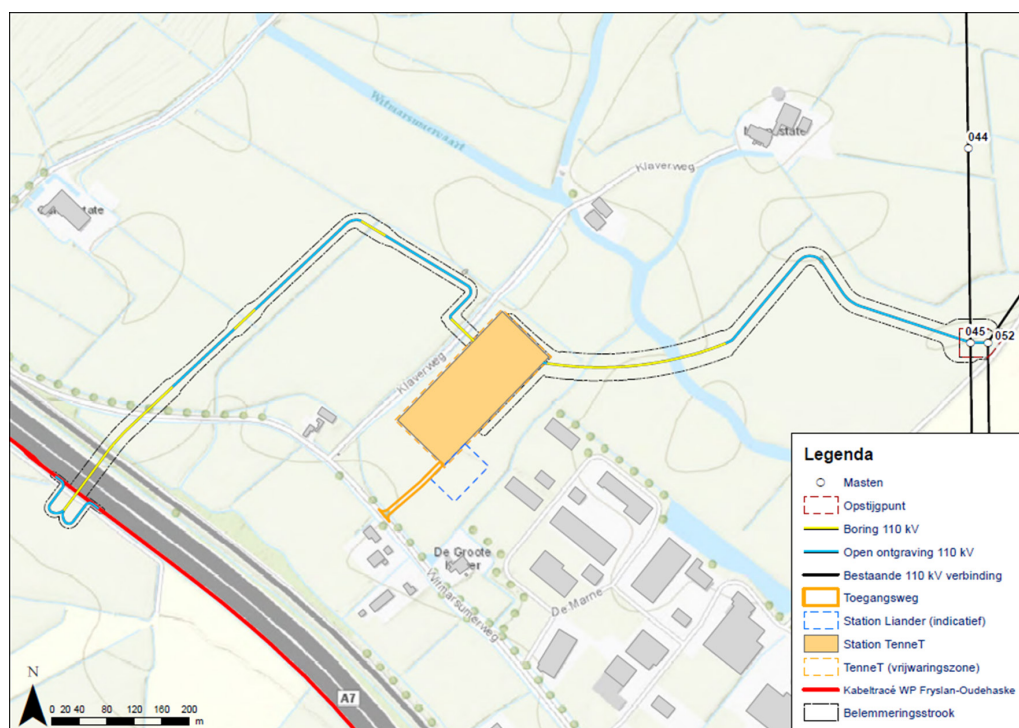 Witmarsumervaart
Klaverweg
044
045
052
Klaverweg
De Groote
Witmarsumerweg
De Marne
A7
N
0 20 40 80 120 160 200
m
Legenda
Masten
Opstijgpunt
Boring 110 kV
Open ontgraving 110 kV
Bestaande 110 kV verbinding
Toegangsweg
Station Liander (indicatief)
Station TenneT
TenneT (vrijwaringszone)
Kabeltracé WP Fryslan-Oudehaske
Belemmeringsstrook